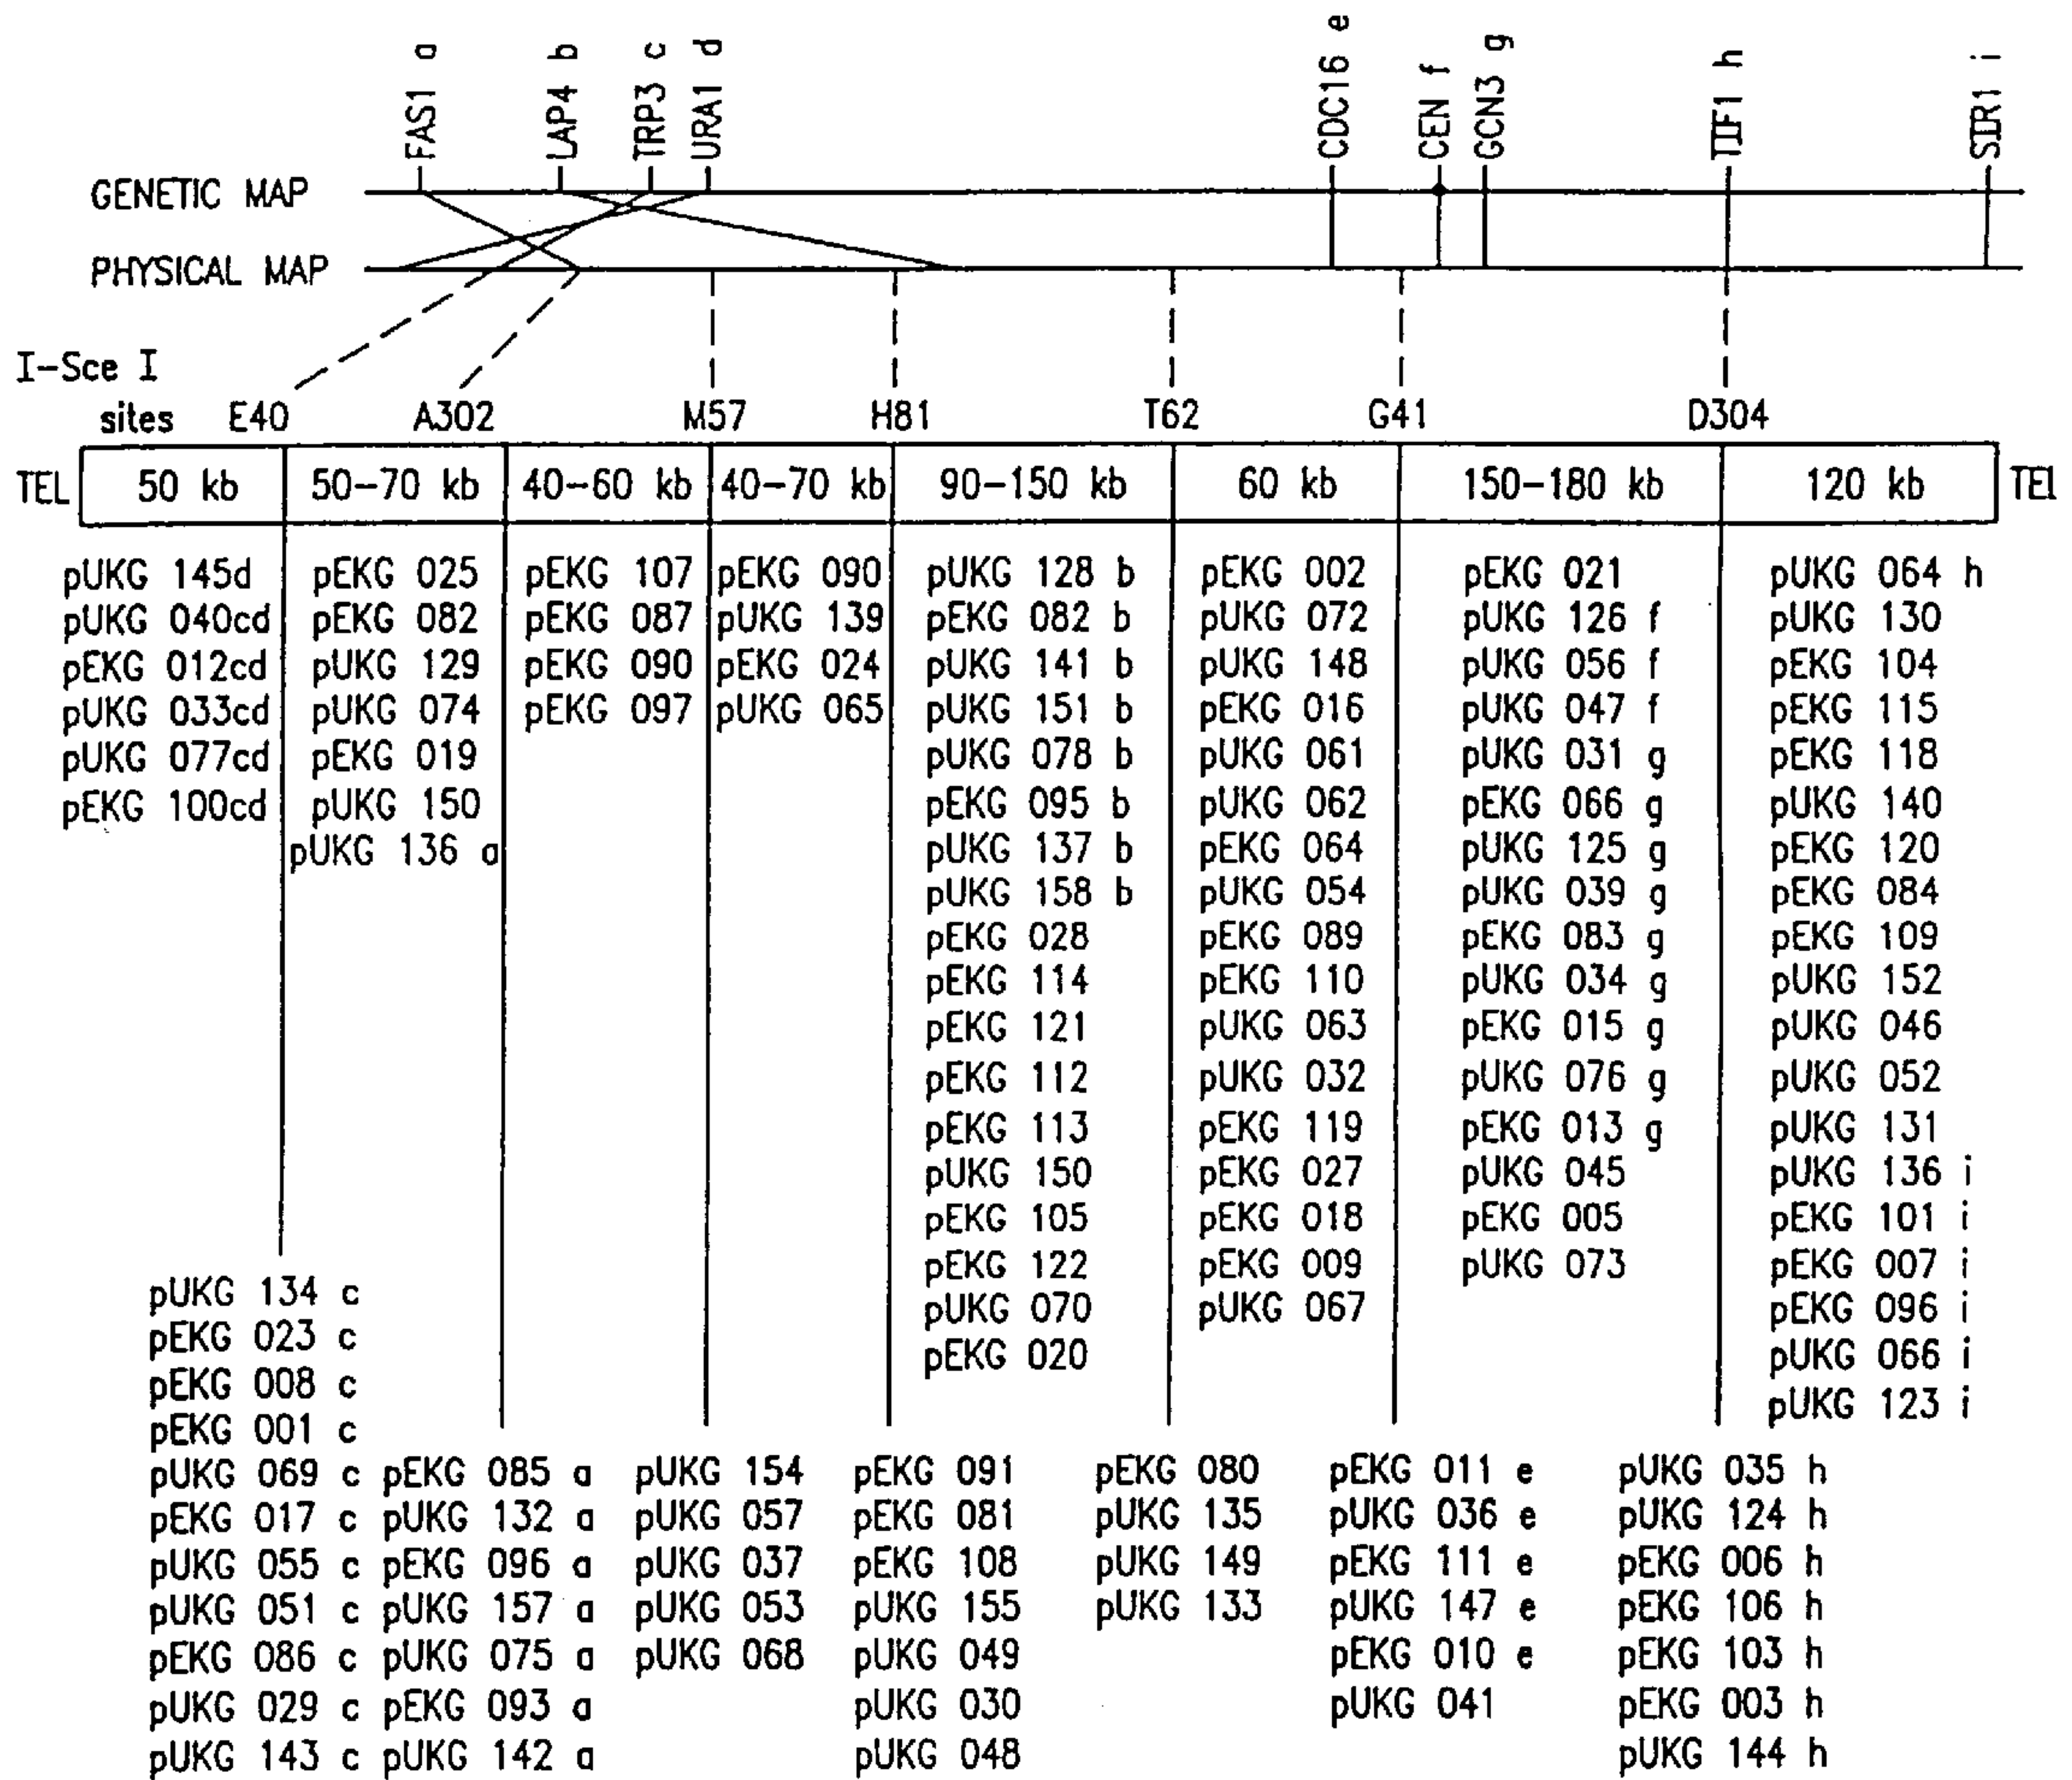 FAS1 a LAP4 b TRP3 c URA1 d CDC16 e CEN f GCN3 g TIF1 h SIR1 i
GENETIC MAP
PHYSICAL MAP
I-Sce I
sites E40 A302 M57 H81 T62 G41 D304
TEL 50 kb 50-70 kb 40-60 kb 40-70 kb 90-150 kb 60 kb 150-180 kb 120 kb TEL
pUKG 145d pEKG 025 pEKG 107 pEKG 090 pUKG 128 b pEKG 002 pEKG 021 pUKG 064 h
pUKG 040cd pEKG 082 pEKG 087 pUKG 139 pEKG 082 b pUKG 072 pUKG 126 f pUKG 130
pEKG 012cd pUKG 129 pEKG 090 pEKG 024 pUKG 141 b pUKG 148 pUKG 056 f pEKG 104
pUKG 033cd pUKG 074 pEKG 097 pUKG 065 pUKG 151 b pEKG 016 pUKG 047 f pEKG 115
pUKG 077cd pEKG 019 pUKG 078 b pUKG 061 pUKG 031 g pEKG 118
pEKG 100cd pUKG 150 pEKG 095 b pUKG 062 pEKG 066 g pUKG 140
pUKG 136 a pUKG 137 b pEKG 064 pUKG 125 g pEKG 120
pUKG 158 b pUKG 054 pUKG 039 g pEKG 084
pEKG 028 pEKG 089 pEKG 083 g pEKG 109
pEKG 114 pEKG 110 pUKG 034 g pUKG 152
pEKG 121 pUKG 063 pEKG 015 g pUKG 046
pEKG 112 pUKG 032 pUKG 076 g pUKG 052
pEKG 113 pEKG 119 pEKG 013 g pUKG 131
pUKG 150 pEKG 027 pUKG 045 pUKG 136 i
pEKG 105 pEKG 018 pEKG 005 pEKG 101 i
pEKG 122 pEKG 009 pUKG 073 pEKG 007 i
pUKG 134 c pUKG 070 pUKG 067 pEKG 096 i
pEKG 023 c pEKG 020 pUKG 066 i
pEKG 008 c pUKG 123 i
pEKG 001 c
pUKG 069 c pEKG 085 a pUKG 154 pEKG 091 pEKG 080 pEKG 011 e pUKG 035 h
pEKG 017 c pUKG 132 a pUKG 057 pEKG 081 pUKG 135 pUKG 036 e pUKG 124 h
pUKG 055 c pEKG 096 a pUKG 037 pEKG 108 pUKG 149 pEKG 111 e pEKG 006 h
pUKG 051 c pUKG 157 a pUKG 053 pUKG 155 pUKG 133 pUKG 147 e pEKG 106 h
pEKG 086 c pUKG 075 a pUKG 068 pUKG 049 pEKG 010 e pEKG 103 h
pUKG 029 c pEKG 093 a pUKG 030 pUKG 041 pEKG 003 h
pUKG 143 c pUKG 142 a pUKG 048 pUKG 144 h